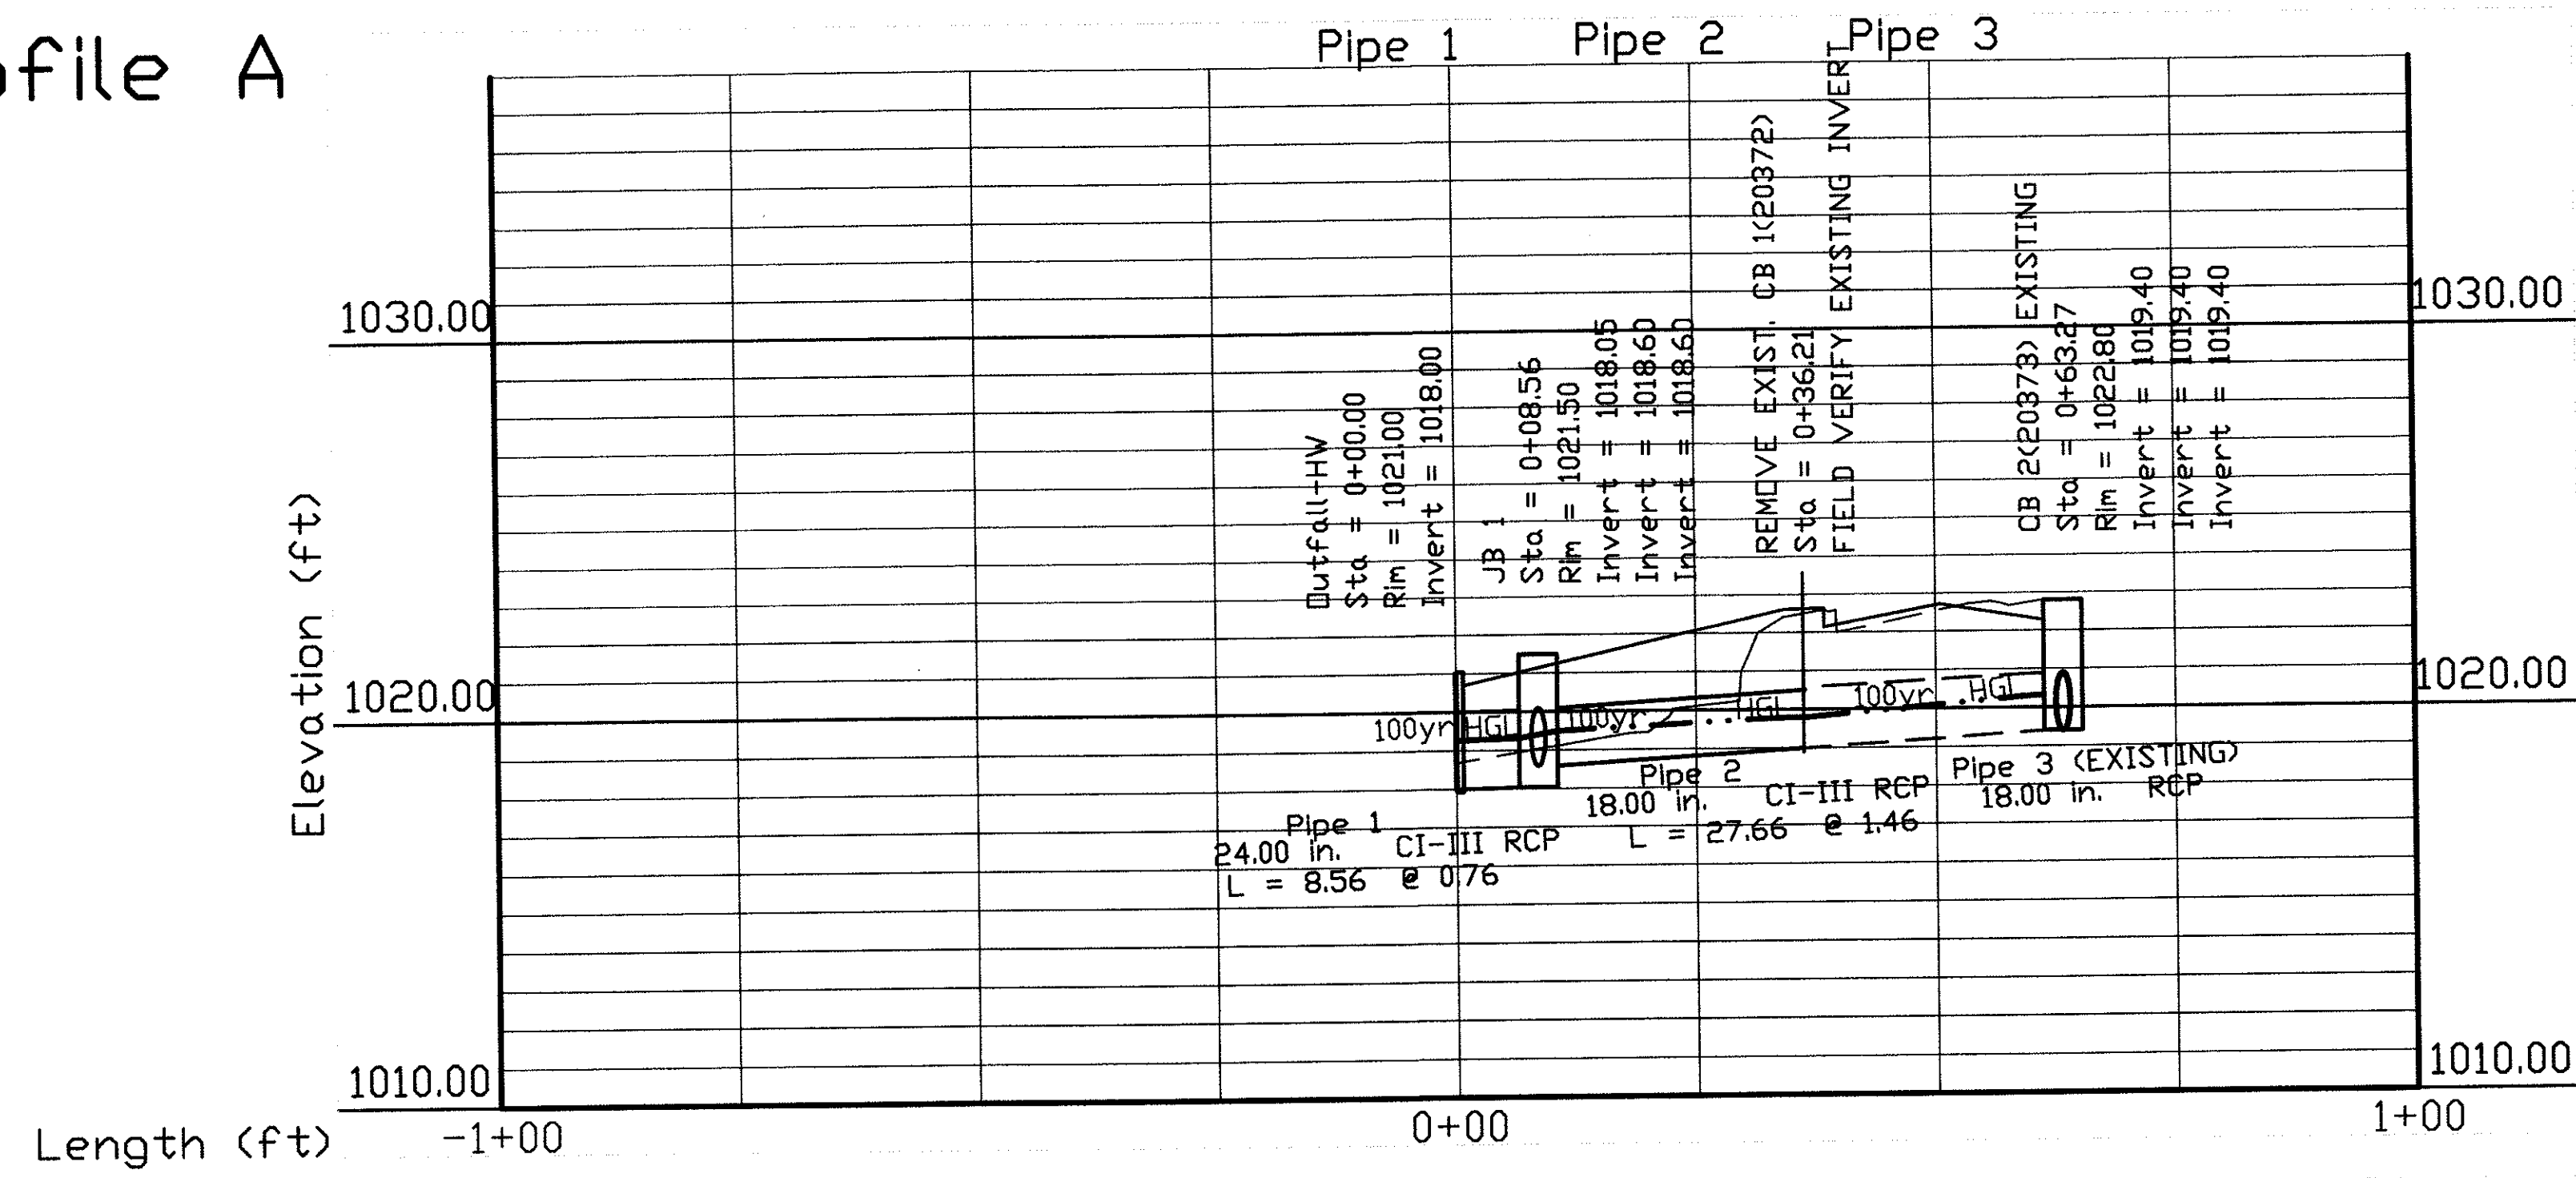 ofile A
Pipe 1
Pipe 2
Pipe 3
1030.00
1030.00
1020.00
1020.00
1010.00
1010.00
Elevation (ft)
Length (ft)
-1+00
0+00
1+00
Outfall-HW
Sta = 0+00.00
Rim = 1021.00
Invert = 1018.00
JB 1
Sta = 0+08.56
Rim = 1021.50
Invert = 1018.05
Invert = 1018.60
Invert = 1018.60
REMOVE EXIST. CB 1(20372)
Sta = 0+36.21
FIELD VERIFY EXISTING INVERT
CB 2(20373) EXISTING
Sta = 0+63.27
Rim = 1022.80
Invert = 1019.40
Invert = 1019.40
Invert = 1019.40
100yr HGL
100yr HGL
100yr HGL
Pipe 1
24.00 in. CI-III RCP
L = 8.56 @ 0.76
Pipe 2
18.00 in. CI-III RCP
L = 27.66 @ 1.46
Pipe 3 (EXISTING)
18.00 in. RCP